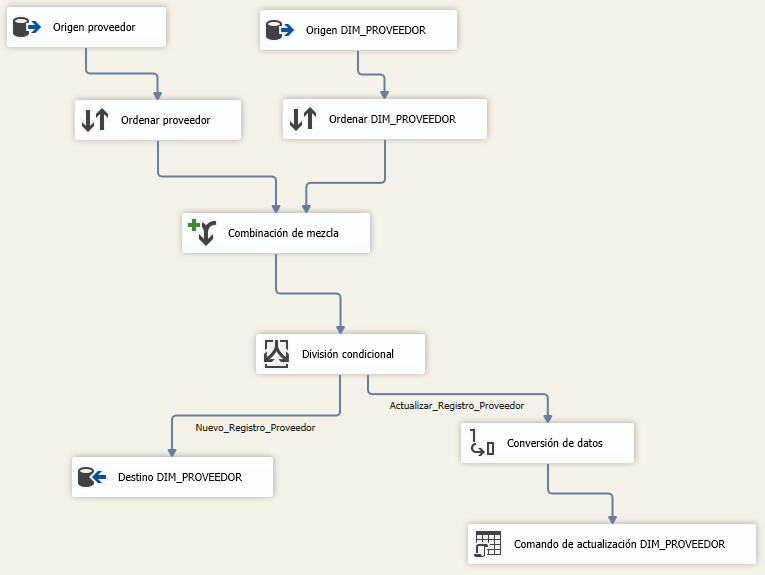 Origen proveedor
Origen DIM_PROVEEDOR
Ordenar proveedor
Ordenar DIM_PROVEEDOR
Combinación de mezcla
División condicional
Actualizar_Registro_Proveedor
Nuevo_Registro_Proveedor
Conversión de datos
Destino DIM_PROVEEDOR
Comando de actualización DIM_PROVEEDOR